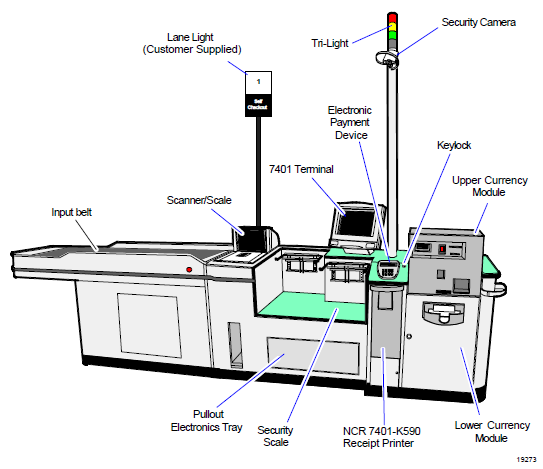 Security Camera
Lane Light
(Customer Supplied)
Tri-Light
1
Self
Checkout
Electronic
Payment
Device
Keylock
7401 Terminal
Upper Currency
Module
Scanner/Scale
Input belt
Pullout
Electronics Tray
Security
Scale
NCR 7401-K590
Receipt Printer
Lower Currency
Module
19273